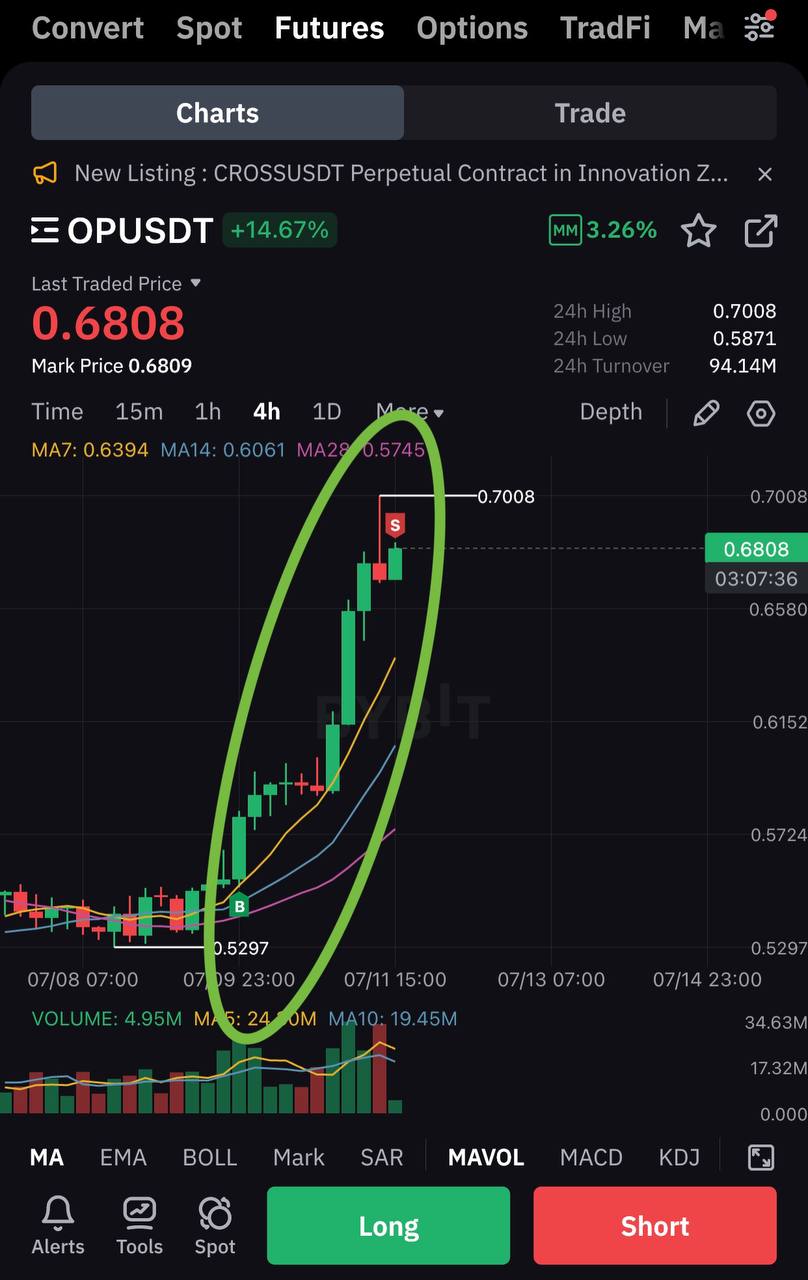 Convert Spot Futures Options TradFi Ma
Charts Trade
New Listing : CROSSUSDT Perpetual Contract in Innovation Z...
OPUSDT +14.67% MM 3.26%
Last Traded Price
0.6808
Mark Price 0.6809
24h High 0.7008
24h Low 0.5871
24h Turnover 94.14M
Time 15m 1h 4h 1D More Depth
MA7: 0.6394 MA14: 0.6061 MA28: 0.5745
0.7008 0.7008
S
0.6808
03:07:36
0.6580
BYBIT
0.6152
0.5724
B
0.5297 0.5297
07/08 07:00 07/09 23:00 07/11 15:00 07/13 07:00 07/14 23:00
VOLUME: 4.95M MA5: 24.30M MA10: 19.45M
34.63M
17.32M
0.000
MA EMA BOLL Mark SAR MAVOL MACD KDJ
Alerts Tools Spot Long Short